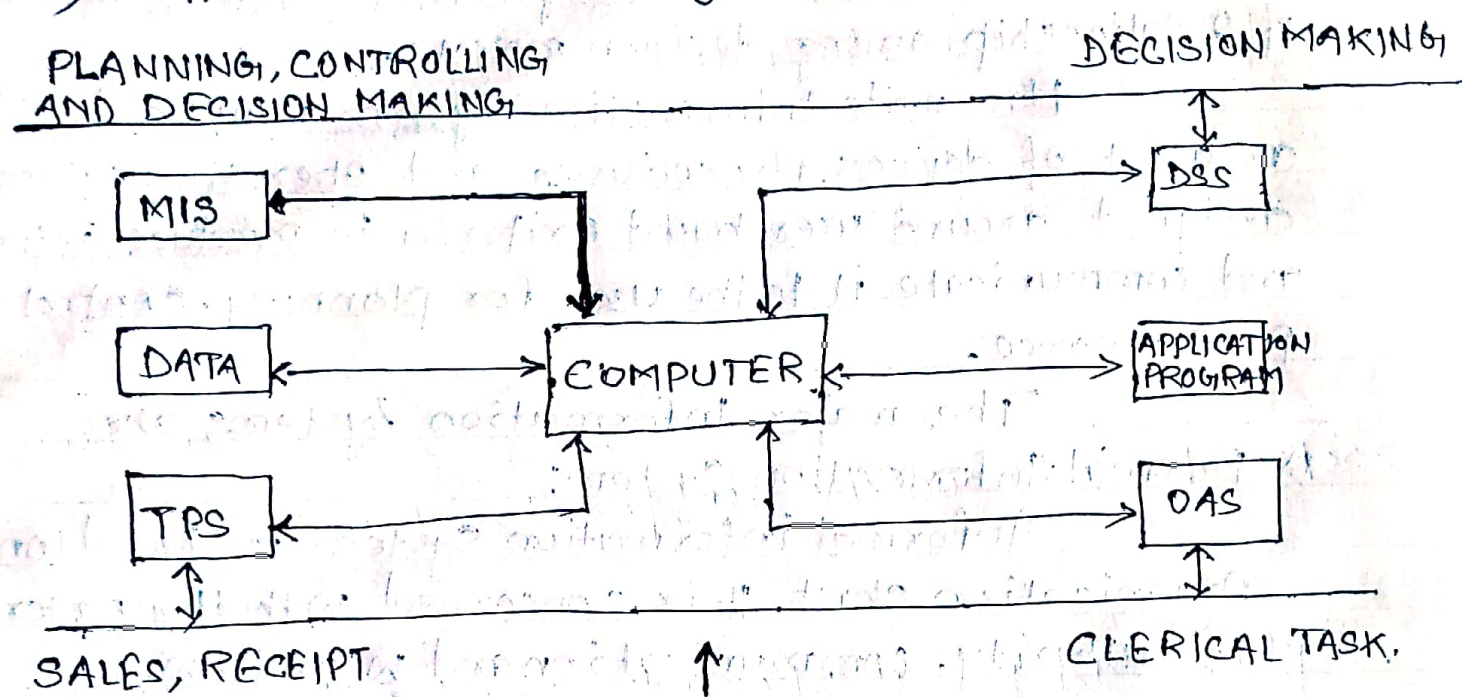 PLANNING, CONTROLLING
AND DECISION MAKING
DECISION MAKING
MIS
DSS
DATA
COMPUTER
APPLICATION
PROGRAM
TPS
OAS
SALES, RECEIPT
CLERICAL TASK.